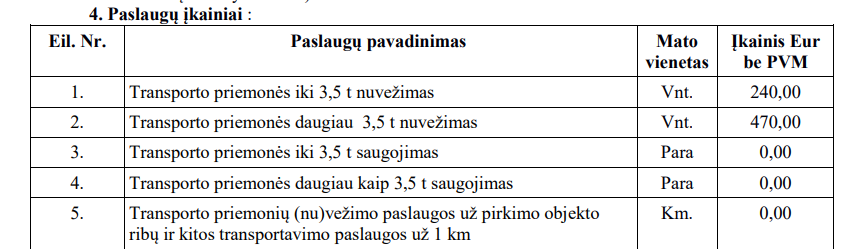 4. Paslaugų įkainiai :
Eil. Nr. Paslaugų pavadinimas Mato vienetas Įkainis Eur be PVM
1. Transporto priemonės iki 3,5 t nuvežimas Vnt. 240,00
2. Transporto priemonės daugiau 3,5 t nuvežimas Vnt. 470,00
3. Transporto priemonės iki 3,5 t saugojimas Para 0,00
4. Transporto priemonės daugiau kaip 3,5 t saugojimas Para 0,00
5. Transporto priemonių (nu)vežimo paslaugos už pirkimo objekto Km. 0,00
ribų ir kitos transportavimo paslaugos už 1 km